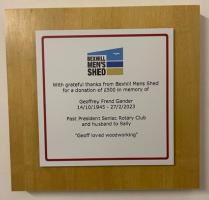 BEXHILL
MEN'S
SHED
With grateful thanks from Bexhill Mens Shed
for a donation of £500 in memory of
Geoffrey Frend Gander
14/10/1945 - 27/2/2023
Past President Senlac Rotary Club
and husband to Sally
"Geoff loved woodworking"